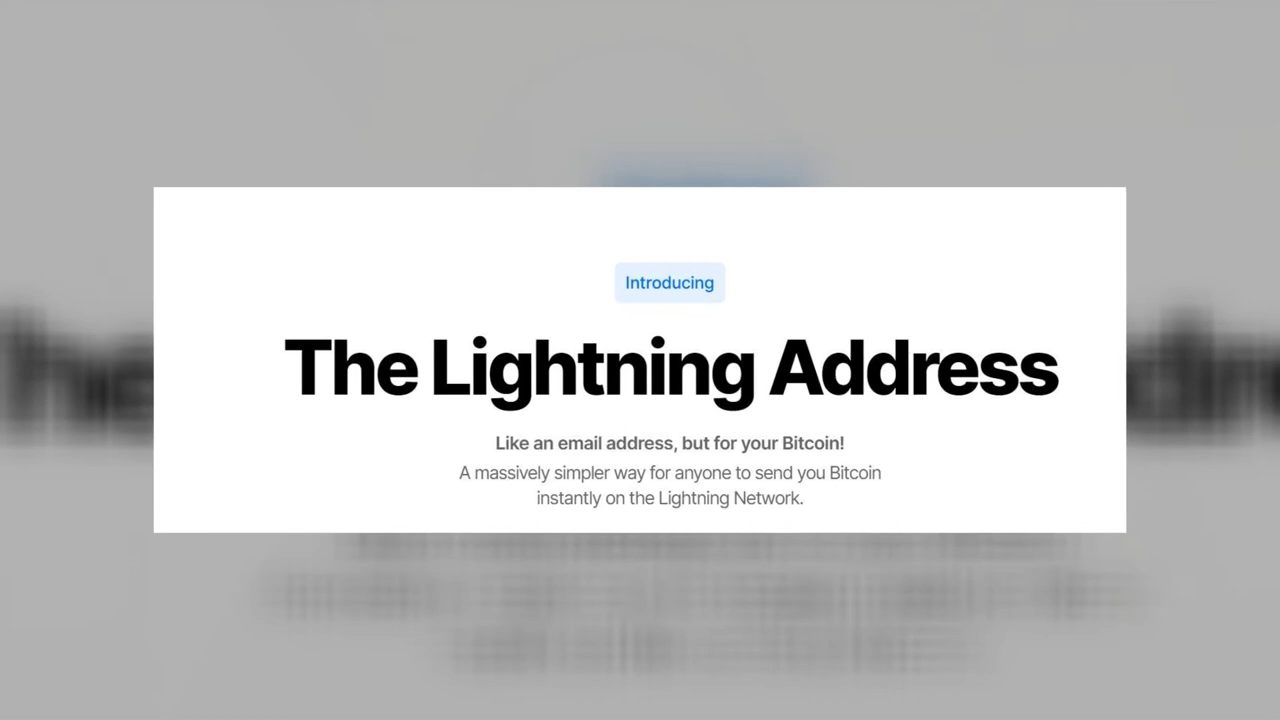 Introducing
The Lightning Address
Like an email address, but for your Bitcoin!
A massively simpler way for anyone to send you Bitcoin
instantly on the Lightning Network.